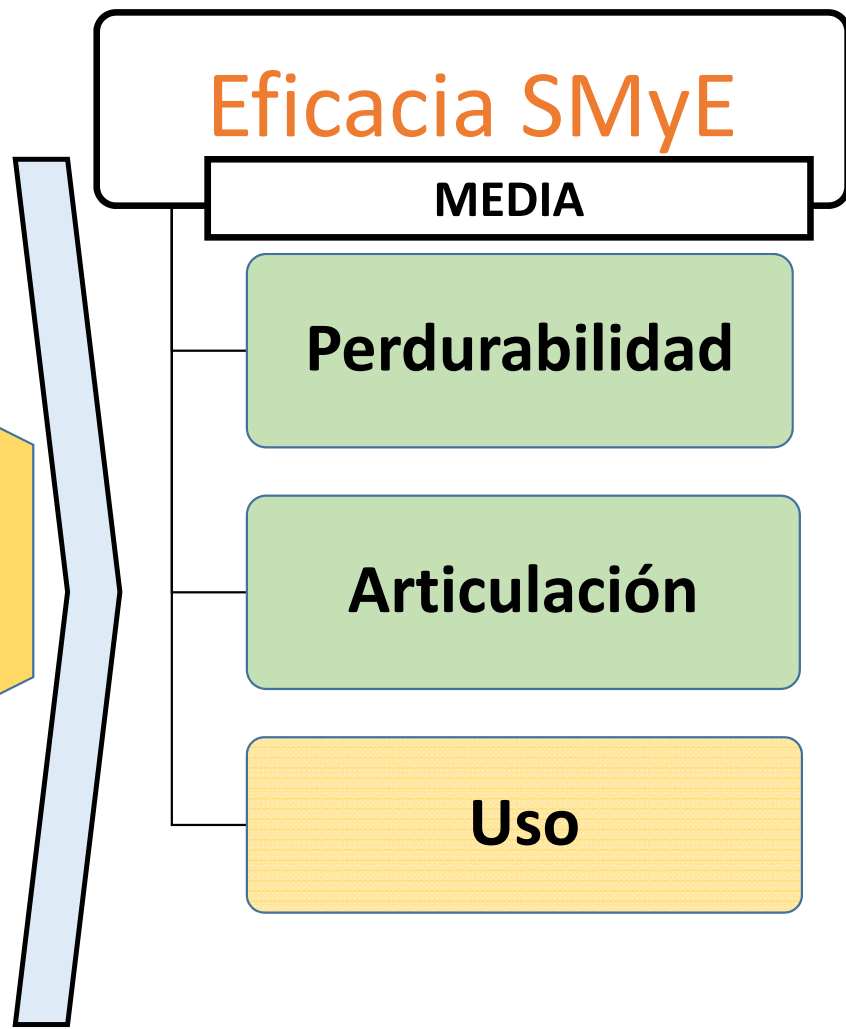 Eficacia SMyE
MEDIA
Perdurabilidad
Articulación
Uso